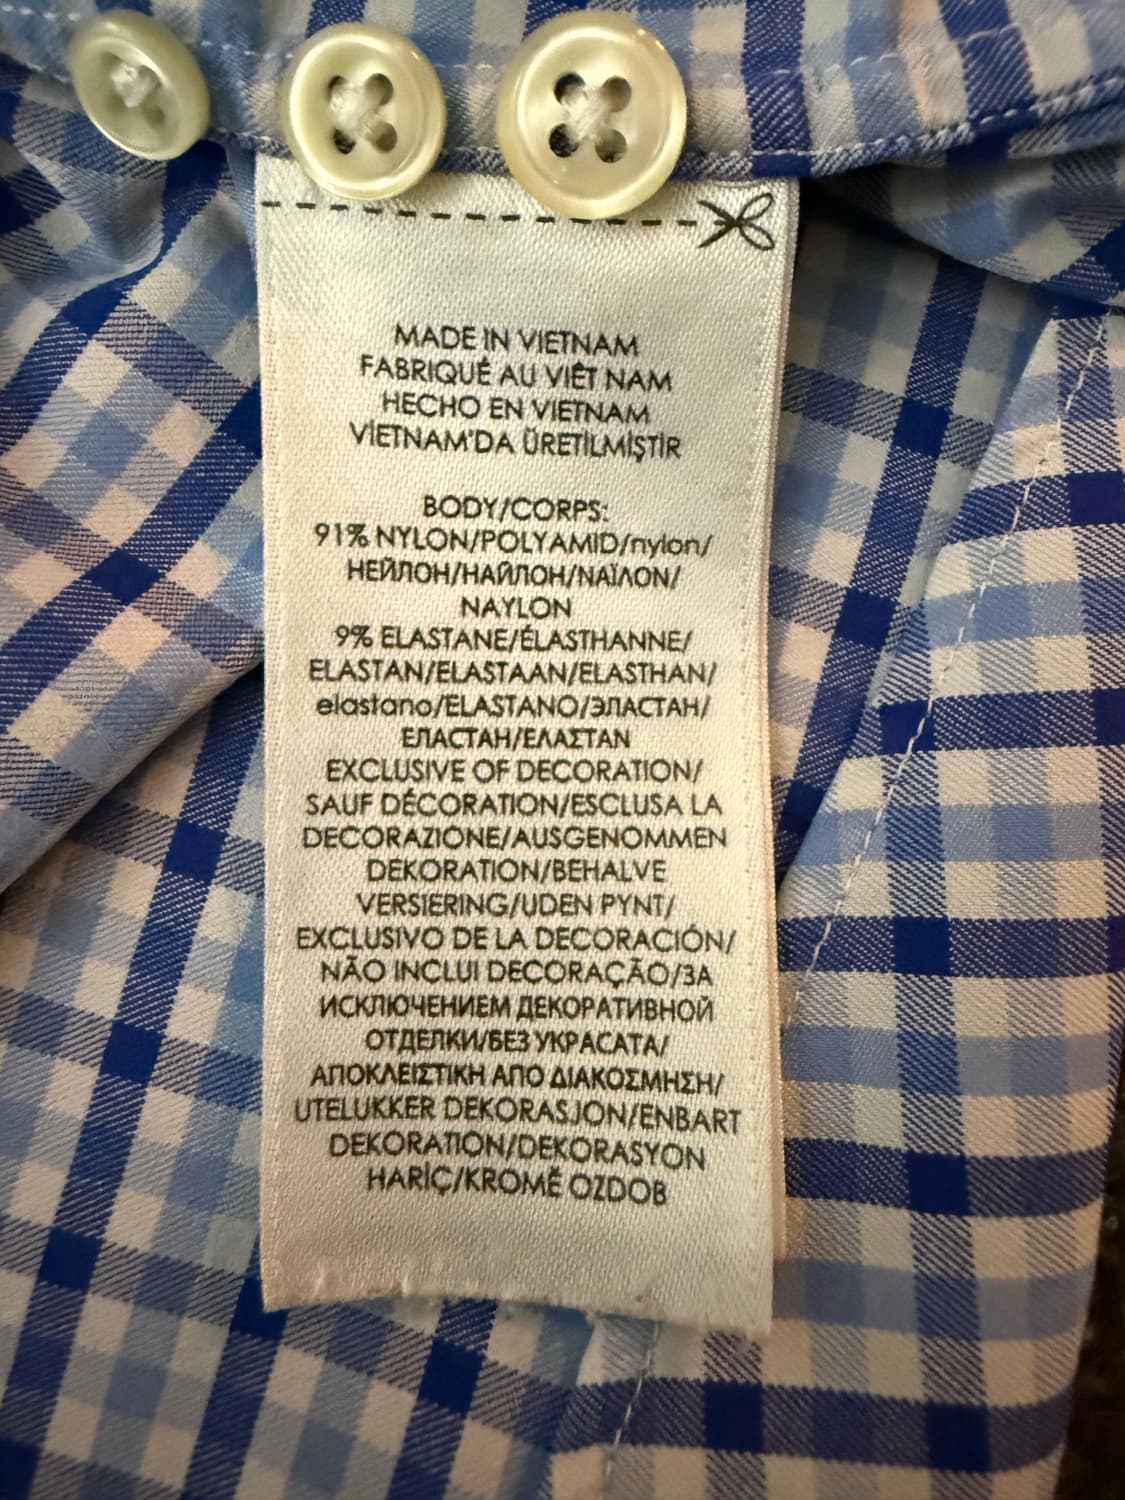 MADE IN VIETNAM
FABRIQUÉ AU VIÊT NAM
HECHO EN VIETNAM
VİETNAM'DA ÜRETİLMİŞTİR
BODY/CORPS:
91% NYLON/POLYAMID/nylon/
НЕЙЛОН/НАЙЛОН/ΝΑΪΛΟΝ/
NAYLON
9% ELASTANE/ÉLASTHANNE/
ELASTAN/ELASTAAN/ELASTHAN/
elastano/ELASTANO/ЭЛАСТАН/
ЕЛАСТАН/ΕΛΑΣΤΑΝ
EXCLUSIVE OF DECORATION/
SAUF DÉCORATION/ESCLUSA LA
DECORAZIONE/AUSGENOMMEN
DEKORATION/BEHALVE
VERSIERING/UDEN PYNT/
EXCLUSIVO DE LA DECORACIÓN/
NÃO INCLUI DECORAÇÃO/ЗА
ИСКЛЮЧЕНИЕМ ДЕКОРАТИВНОЙ
ОТДЕЛКИ/БЕЗ УКРАСАТА/
ΑΠΟΚΛΕΙΣΤΙΚΗ ΑΠΟ ΔΙΑΚΟΣΜΗΣΗ/
UTELUKKER DEKORASJON/ENBART
DEKORATION/DEKORASYON
HARİÇ/KROMĚ OZDOB